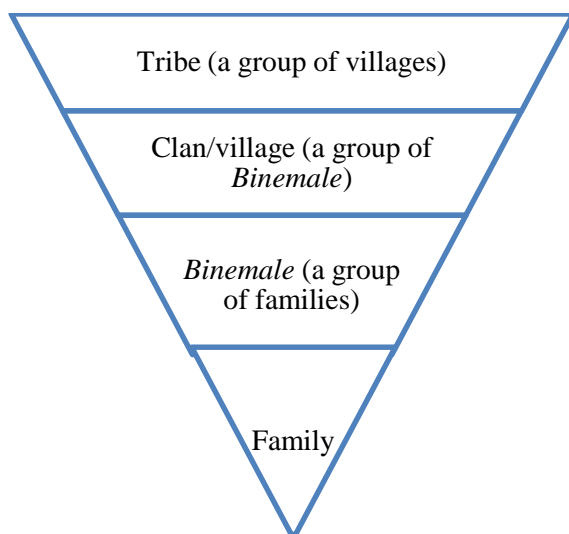 Tribe (a group of villages)
Clan/village (a group of
Binemale)
Binemale (a group
of families)
Family